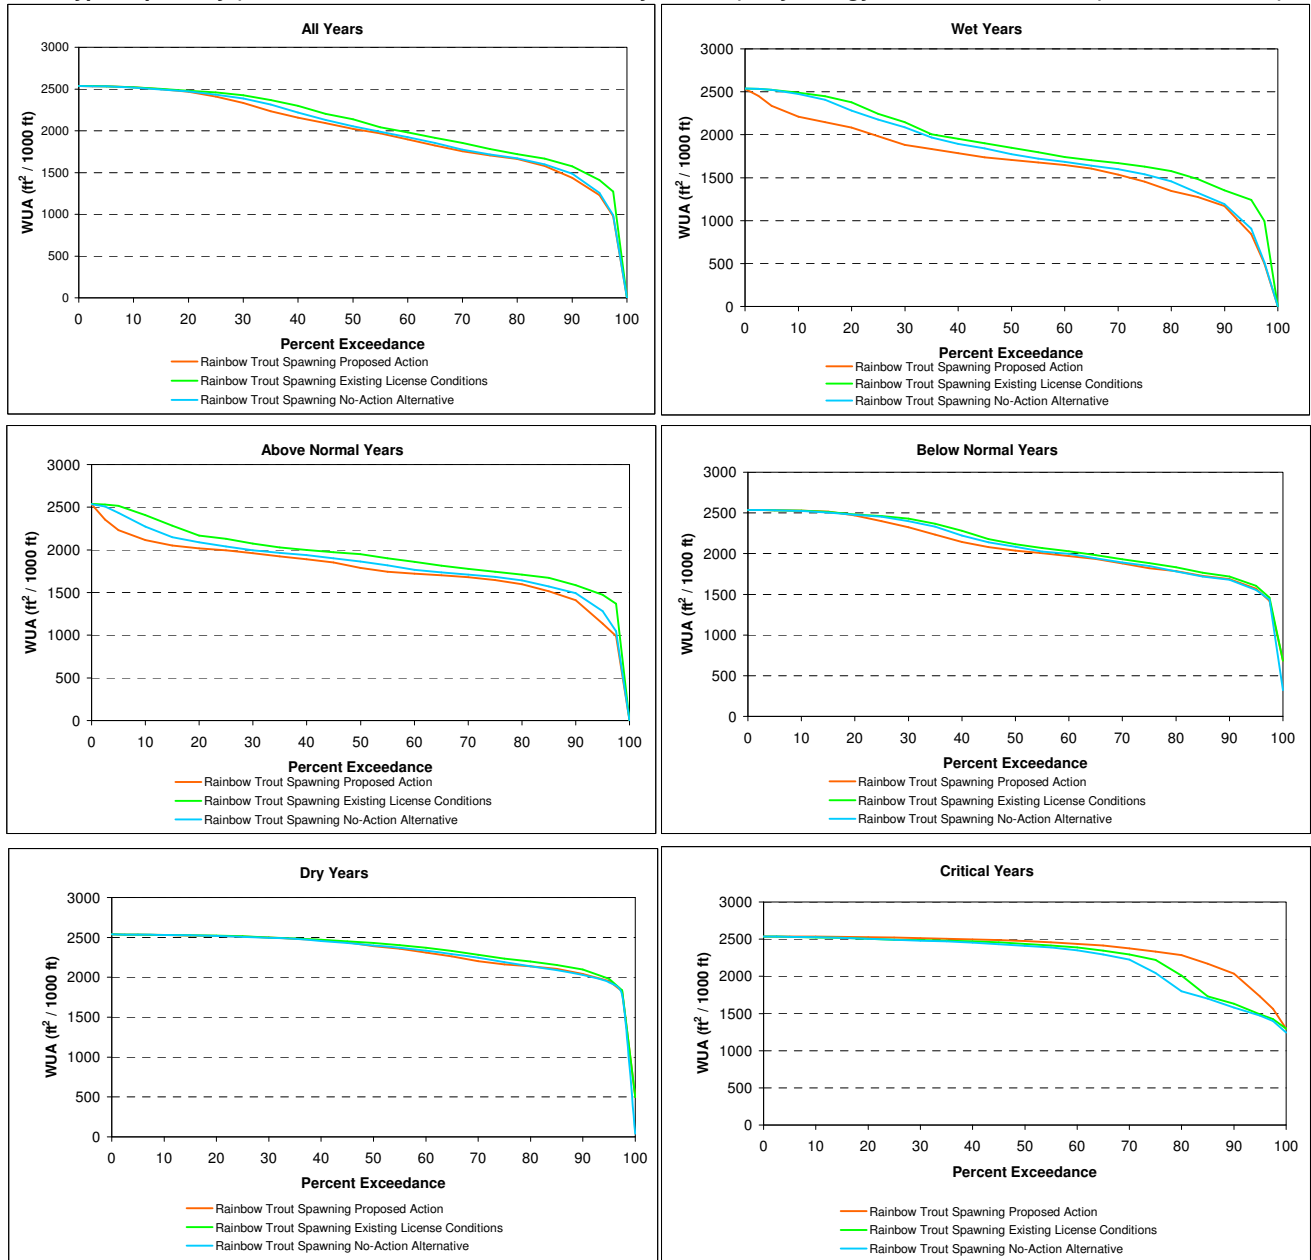 All Years
3000
2500
2000
1500
1000
500
0
WUA (ft² / 1000 ft)
0 10 20 30 40 50 60 70 80 90 100
Percent Exceedance
Rainbow Trout Spawning Proposed Action
Rainbow Trout Spawning Existing License Conditions
Rainbow Trout Spawning No-Action Alternative
Wet Years
3000
2500
2000
1500
1000
500
0
WUA (ft² / 1000 ft)
0 10 20 30 40 50 60 70 80 90 100
Percent Exceedance
Rainbow Trout Spawning Proposed Action
Rainbow Trout Spawning Existing License Conditions
Rainbow Trout Spawning No-Action Alternative
Above Normal Years
3000
2500
2000
1500
1000
500
0
WUA (ft² / 1000 ft)
0 10 20 30 40 50 60 70 80 90 100
Percent Exceedance
Rainbow Trout Spawning Proposed Action
Rainbow Trout Spawning Existing License Conditions
Rainbow Trout Spawning No-Action Alternative
Below Normal Years
3000
2500
2000
1500
1000
500
0
WUA (ft² / 1000 ft)
0 10 20 30 40 50 60 70 80 90 100
Percent Exceedance
Rainbow Trout Spawning Proposed Action
Rainbow Trout Spawning Existing License Conditions
Rainbow Trout Spawning No-Action Alternative
Dry Years
3000
2500
2000
1500
1000
500
0
WUA (ft² / 1000 ft)
0 10 20 30 40 50 60 70 80 90 100
Percent Exceedance
Rainbow Trout Spawning Proposed Action
Rainbow Trout Spawning Existing License Conditions
Rainbow Trout Spawning No-Action Alternative
Critical Years
3000
2500
2000
1500
1000
500
0
WUA (ft² / 1000 ft)
0 10 20 30 40 50 60 70 80 90 100
Percent Exceedance
Rainbow Trout Spawning Proposed Action
Rainbow Trout Spawning Existing License Conditions
Rainbow Trout Spawning No-Action Alternative